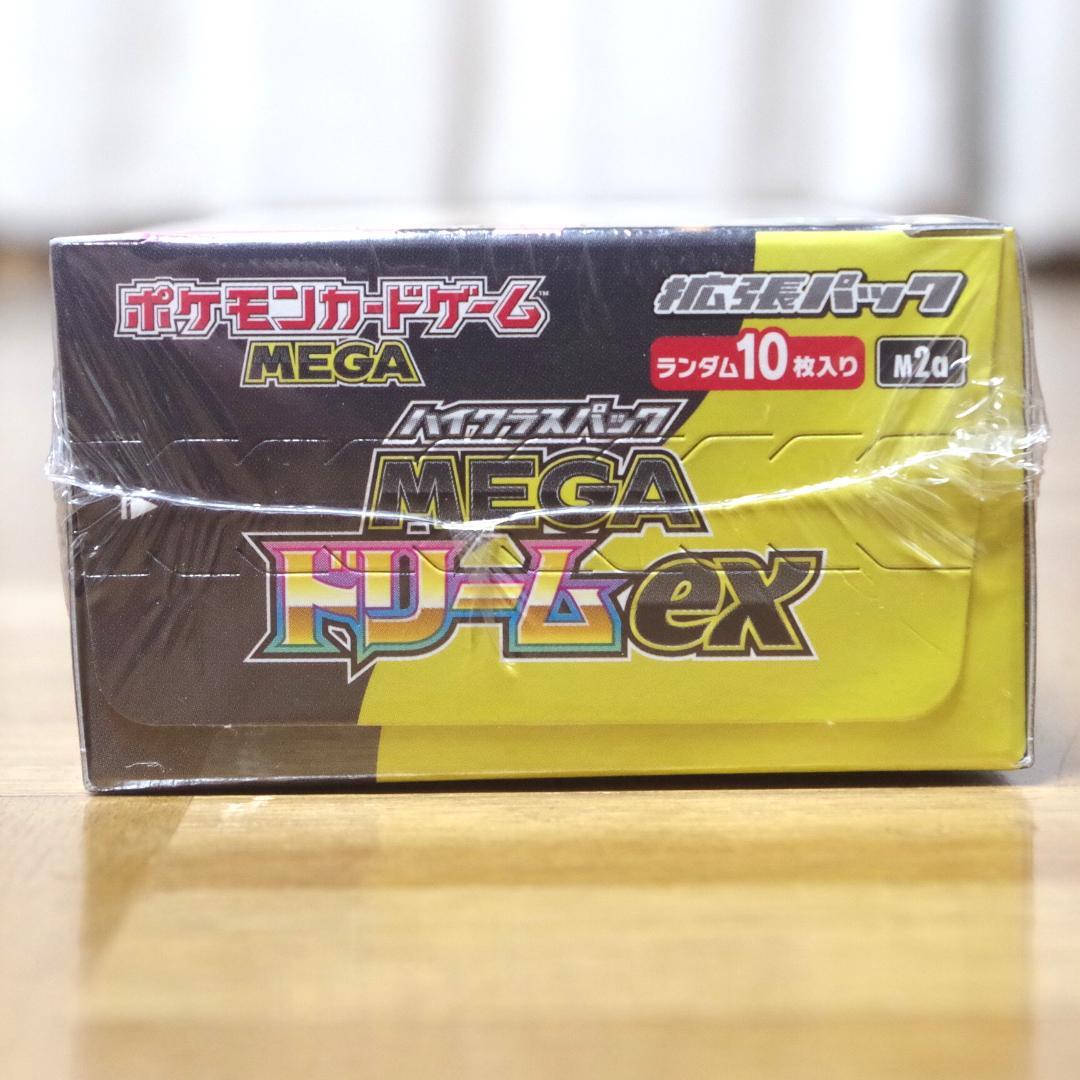 ポケモンカードゲーム™
MEGA
拡張パック
ランダム10枚入り
M2a
ハイクラスパック
MEGA
ドリームex